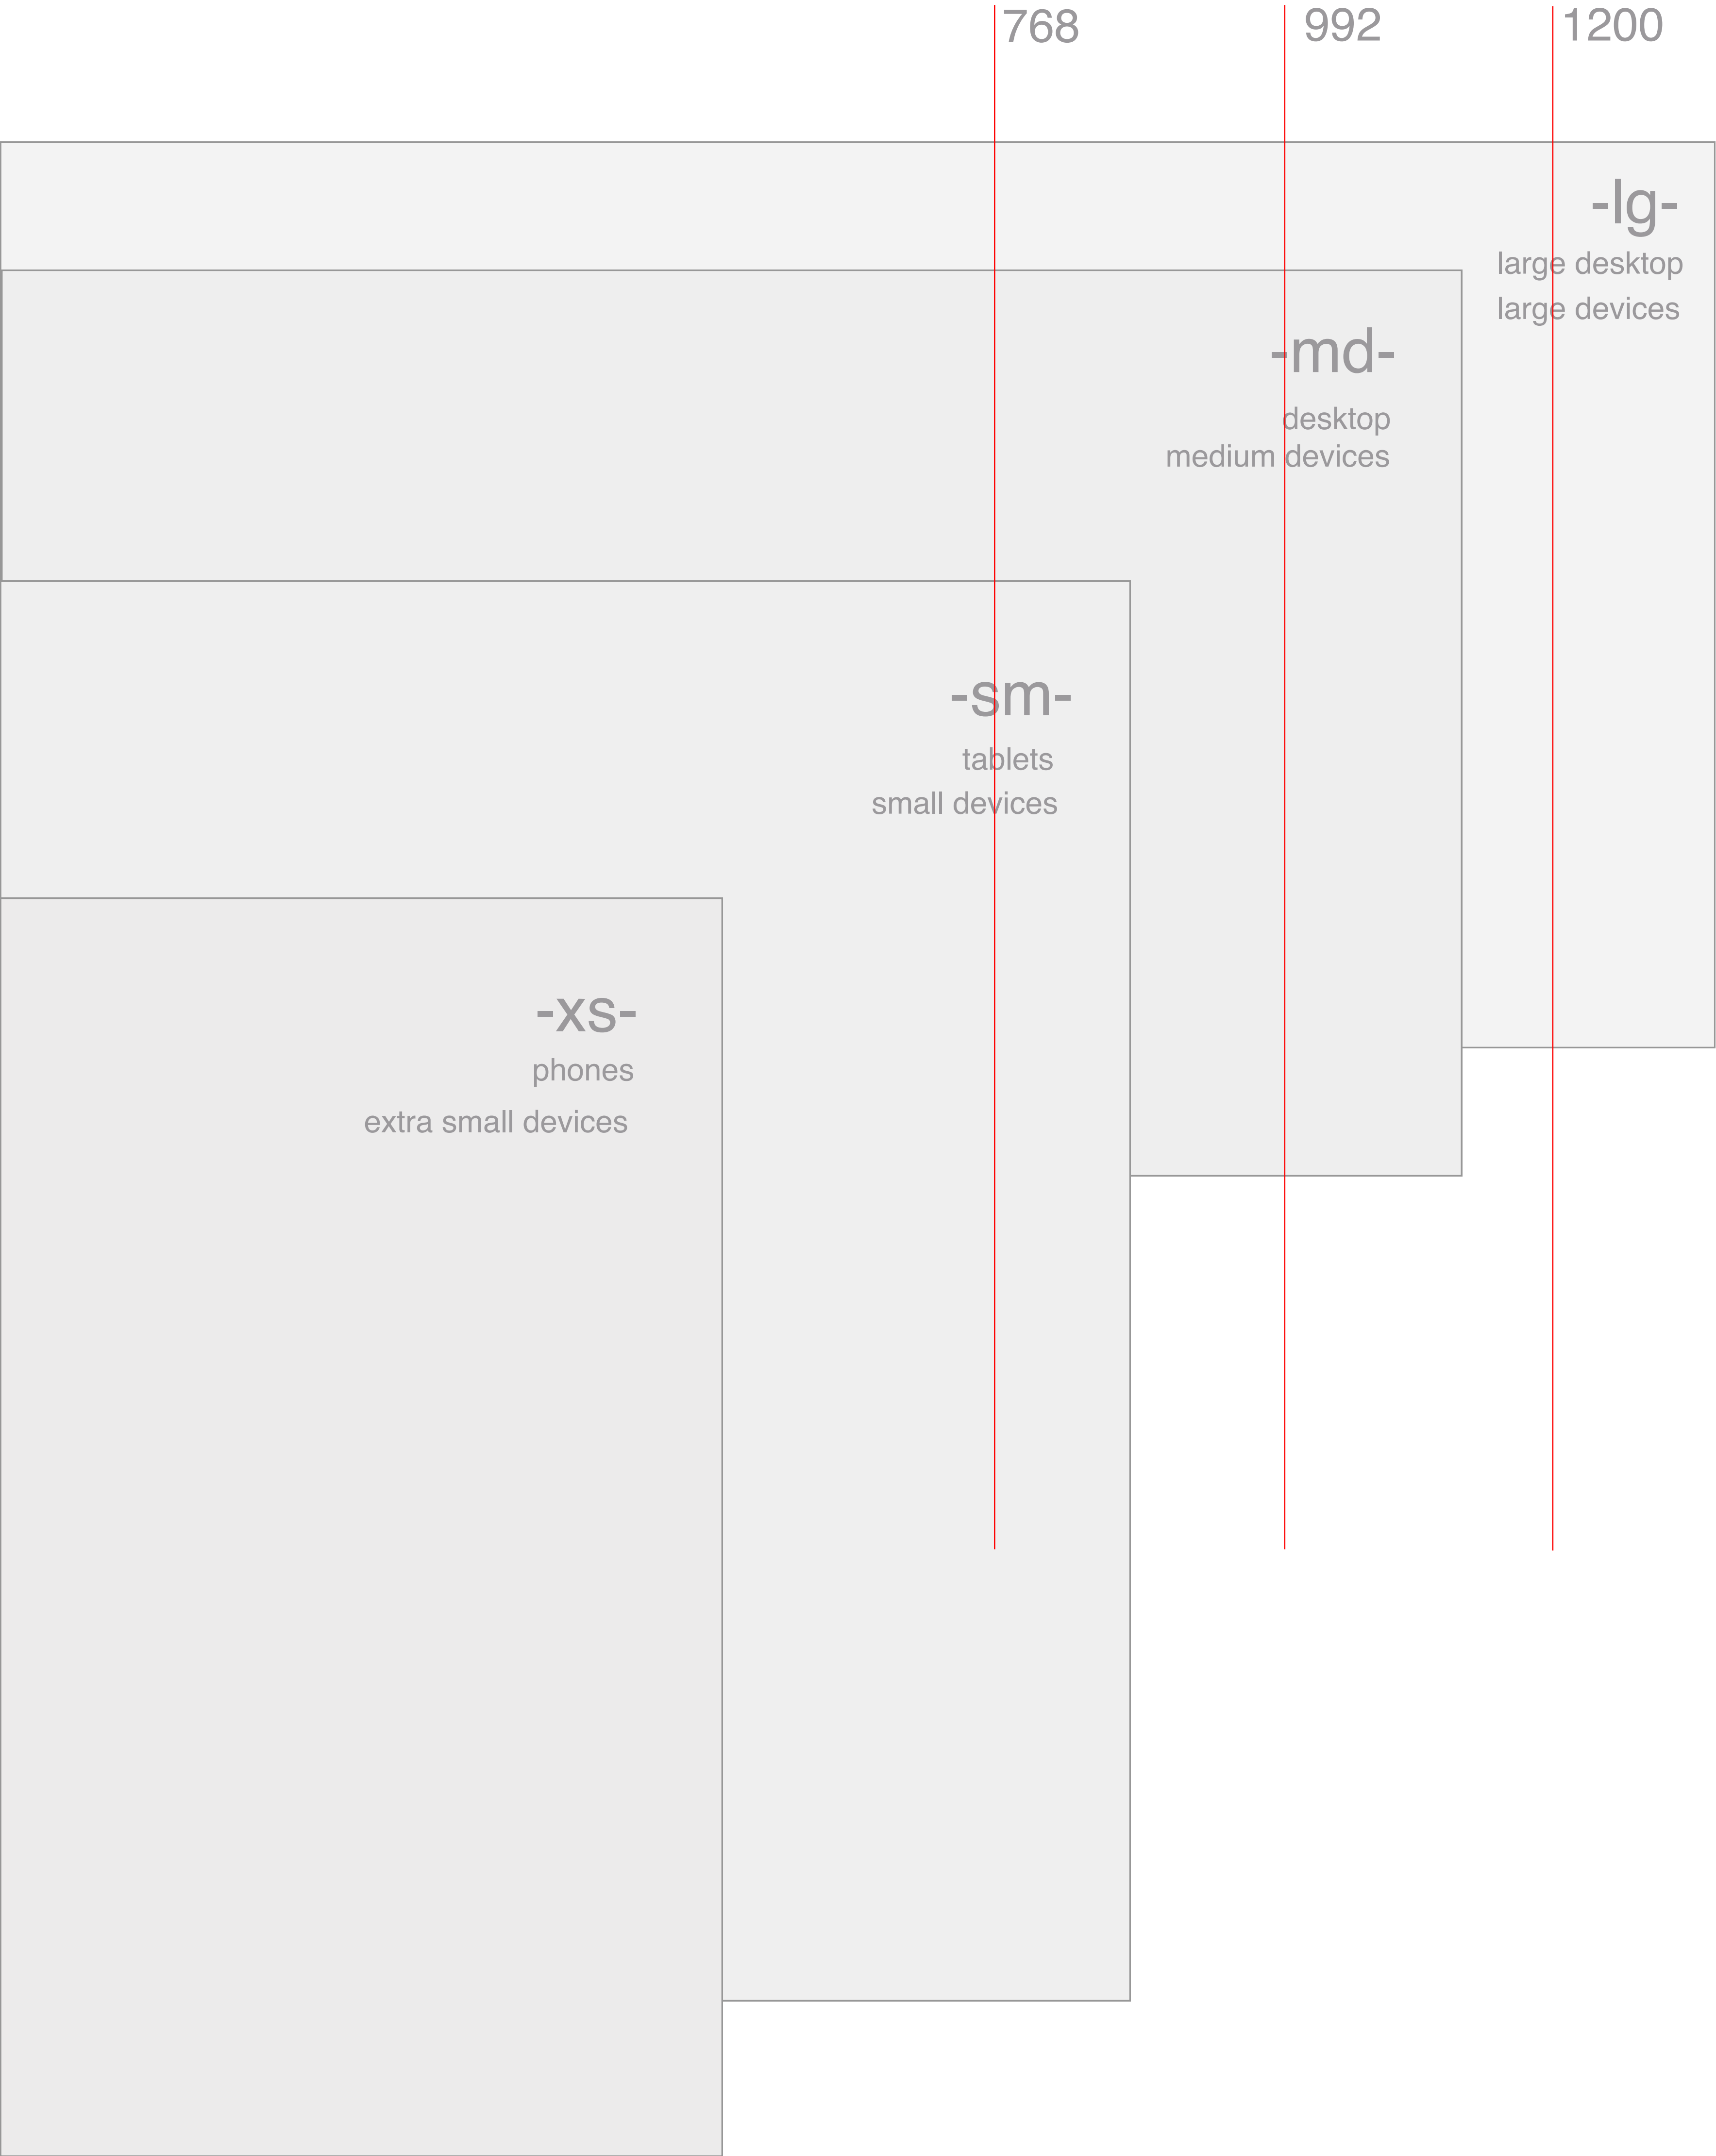 768 992 1200
-lg-
large desktop
large devices
-md-
desktop
medium devices
-sm-
tablets
small devices
-xs-
phones
extra small devices